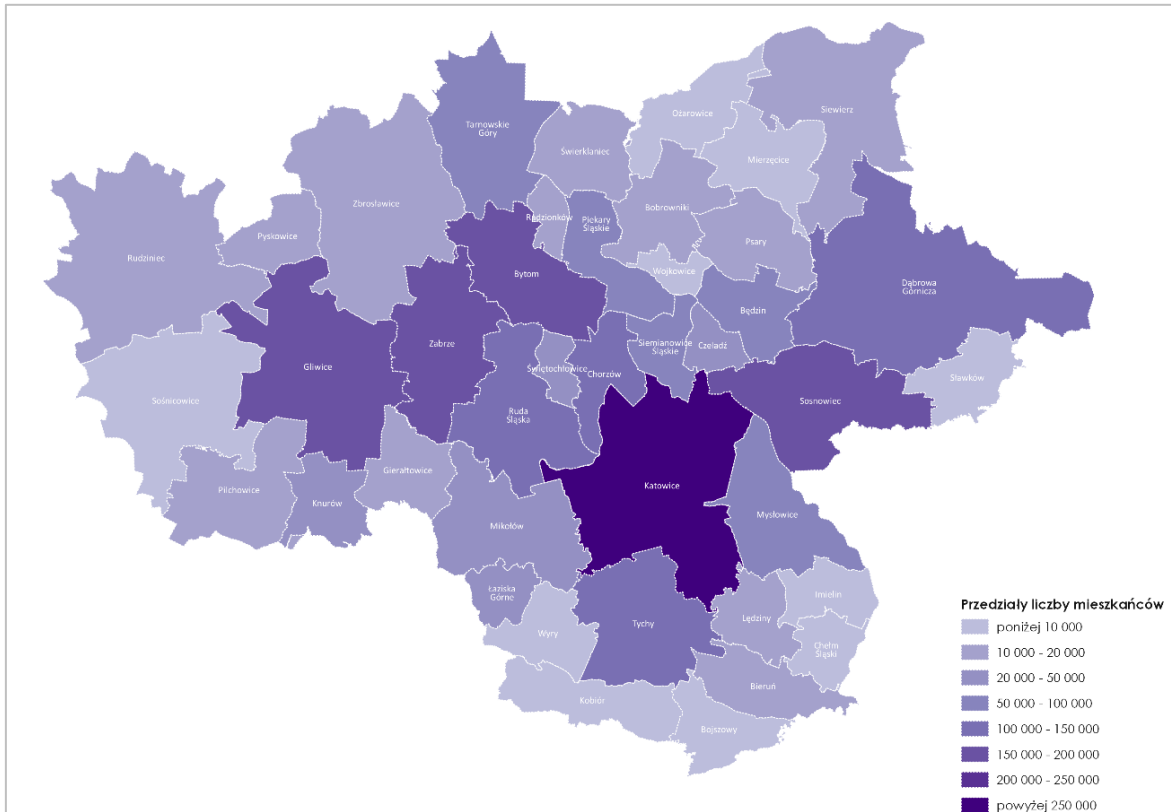 Tarnowskie
Góry
Ożarowice
Siewierz
Świerklaniec
Mierzęcice
Zbrosławice
Radzionków
Piekary
Śląskie
Bobrowniki
Pyskowice
Psary
Rudziniec
Bytom
Wojkowice
Dąbrowa
Górnicza
Będzin
Gliwice
Zabrze
Siemianowice
Śląskie
Czeladź
Świętochłowice
Chorzów
Sławków
Sośnicowice
Sosnowiec
Ruda
Śląska
Gierałtowice
Katowice
Pilchowice
Knurów
Mysłowice
Mikołów
Łaziska
Górne
Imielin
Lędziny
Wyry
Tychy
Chełm
Śląski
Bieruń
Kobiór
Bojszowy
Przedziały liczby mieszkańców
poniżej 10 000
10 000 - 20 000
20 000 - 50 000
50 000 - 100 000
100 000 - 150 000
150 000 - 200 000
200 000 - 250 000
powyżej 250 000